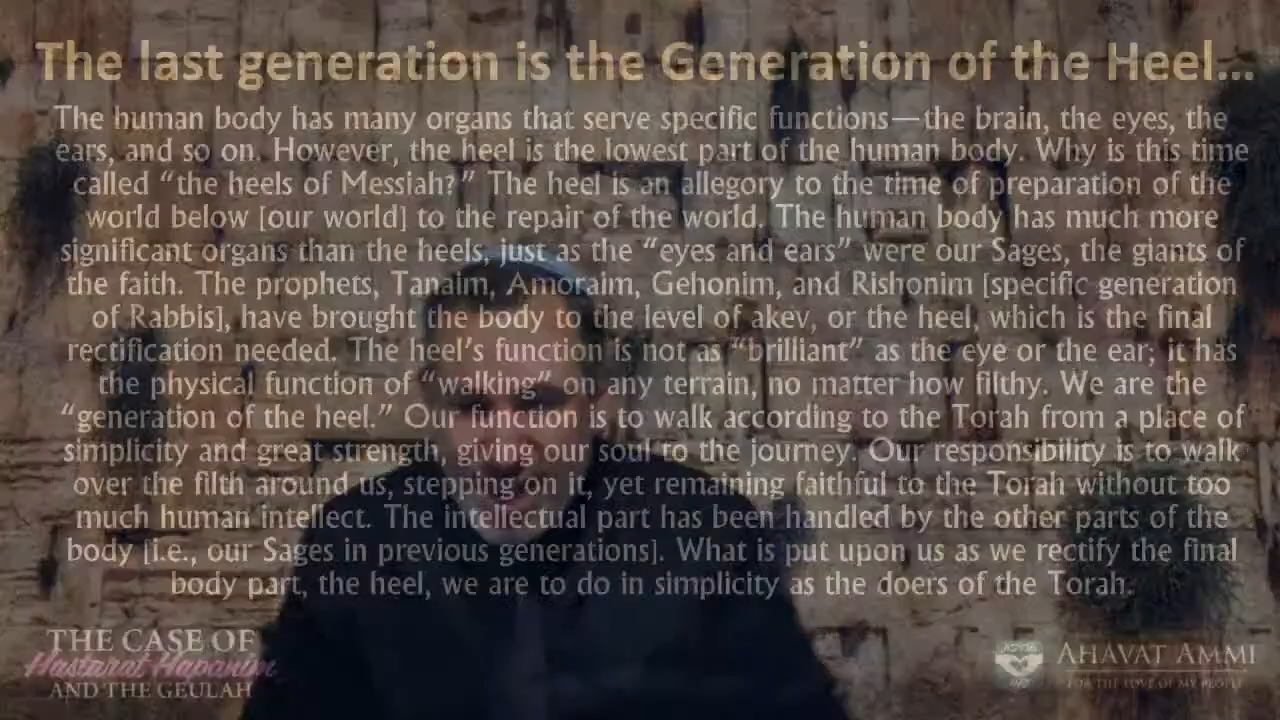 The last generation is the Generation of the Heel...
The human body has many organs that serve specific functions—the brain, the eyes, the
ears, and so on. However, the heel is the lowest part of the human body. Why is this time
called “the heels of Messiah?” The heel is an allegory to the time of preparation of the
world below [our world] to the repair of the world. The human body has much more
significant organs than the heels, just as the “eyes and ears” were our Sages, the giants of
the faith. The prophets, Tanaim, Amoraim, Gehonim, and Rishonim [specific generation
of Rabbis], have brought the body to the level of akev, or the heel, which is the final
rectification needed. The heel’s function is not as “brilliant” as the eye or the ear; it has
the physical function of “walking” on any terrain, no matter how filthy. We are the
“generation of the heel.” Our function is to walk according to the Torah from a place of
simplicity and great strength, giving our soul to the journey. Our responsibility is to walk
over the filth around us, stepping on it, yet remaining faithful to the Torah without too
much human intellect. The intellectual part has been handled by the other parts of the
body [i.e., our Sages in previous generations]. What is put upon us as we rectify the final
body part, the heel, we are to do in simplicity as the doers of the Torah.
THE CASE OF
Hastarat Hapanim
AND THE GEULAH
AHAVAT AMMI
FOR THE LOVE OF MY PEOPLE